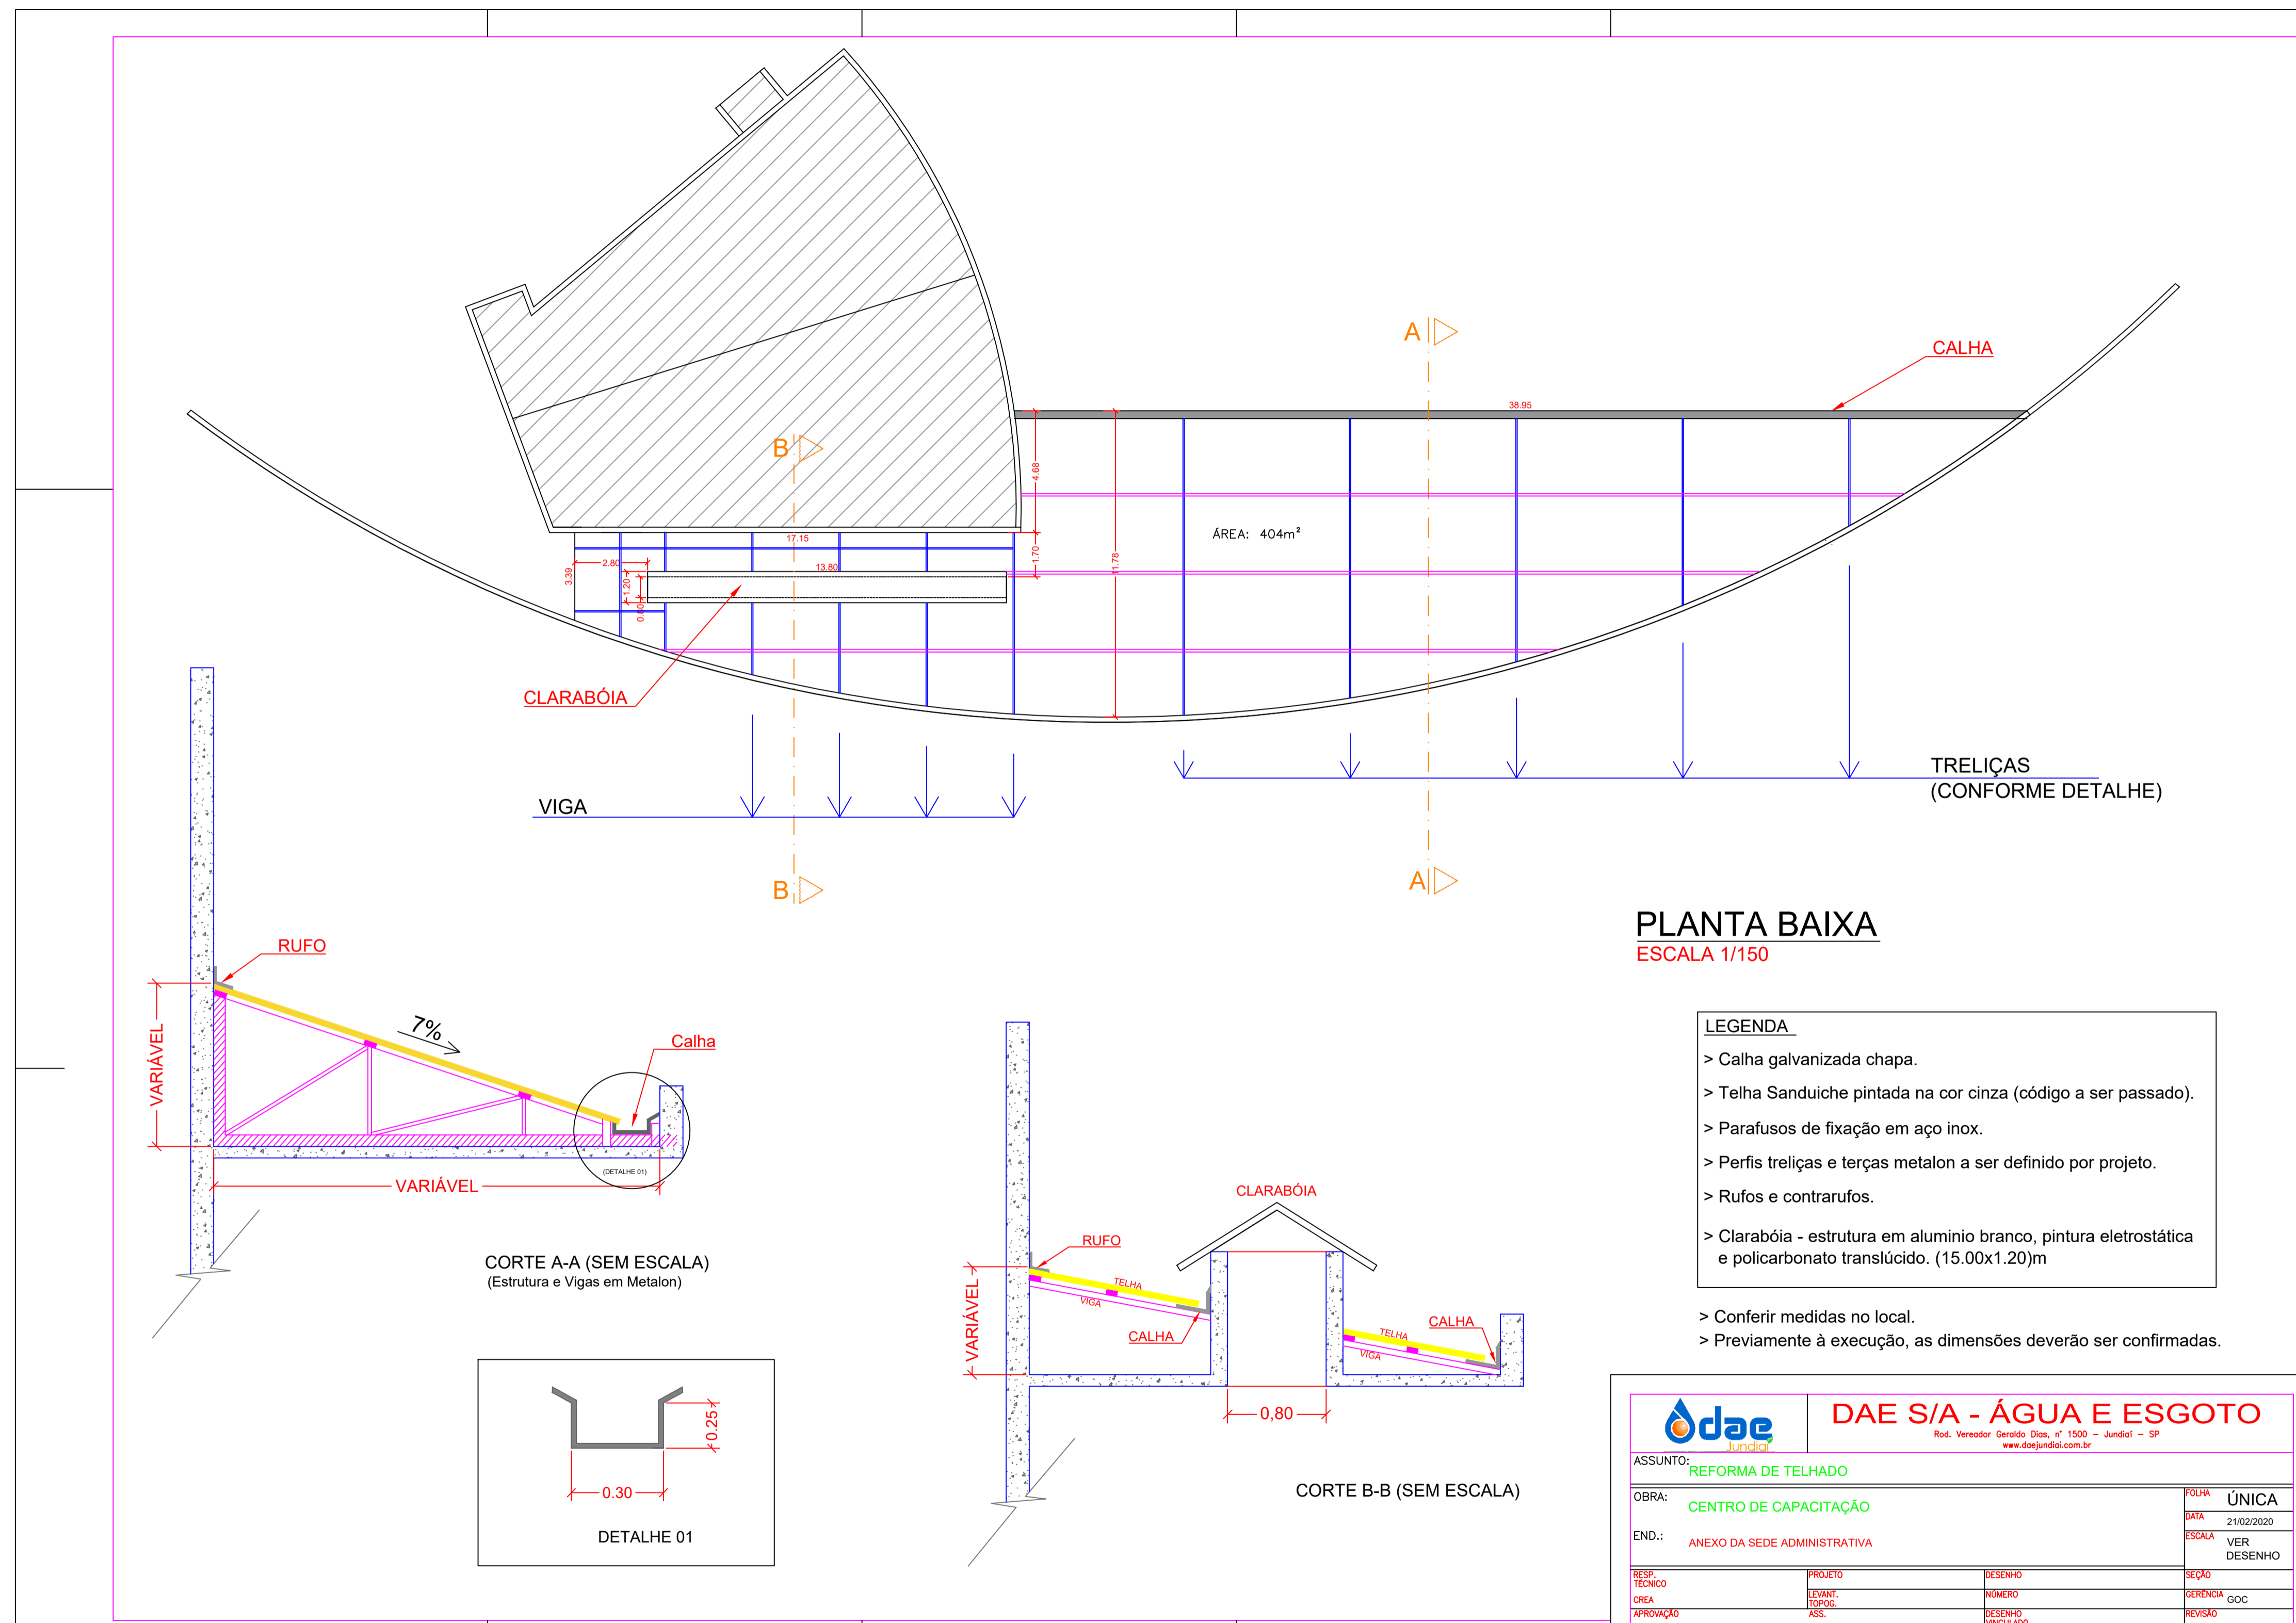 CALHA
A
A
B
B
38.95
4.68
11.78
1.70
ÁREA: 404m²
17.15
2.80
13.80
3.39
1.20
0.80
CLARABÓIA
VIGA
TRELIÇAS
(CONFORME DETALHE)
PLANTA BAIXA
ESCALA 1/150
RUFO
7%
Calha
VARIÁVEL
(DETALHE 01)
VARIÁVEL
CORTE A-A (SEM ESCALA)
(Estrutura e Vigas em Metalon)
0.25
0.30
DETALHE 01
CLARABÓIA
RUFO
TELHA
VIGA
CALHA
VARIÁVEL
TELHA
VIGA
CALHA
0,80
CORTE B-B (SEM ESCALA)
LEGENDA
> Calha galvanizada chapa.
> Telha Sanduiche pintada na cor cinza (código a ser passado).
> Parafusos de fixação em aço inox.
> Perfis treliças e terças metalon a ser definido por projeto.
> Rufos e contrarufos.
> Clarabóia - estrutura em aluminio branco, pintura eletrostática
e policarbonato translúcido. (15.00x1.20)m
> Conferir medidas no local.
> Previamente à execução, as dimensões deverão ser confirmadas.
dae
Jundiaí
DAE S/A - ÁGUA E ESGOTO
Rod. Vereador Geraldo Dias, n° 1500 – Jundiaí – SP
www.daejundiai.com.br
ASSUNTO:
REFORMA DE TELHADO
OBRA:
CENTRO DE CAPACITAÇÃO
END.:
ANEXO DA SEDE ADMINISTRATIVA
FOLHA
ÚNICA
DATA
21/02/2020
ESCALA
VER
DESENHO
RESP.
TÉCNICO
PROJETO
DESENHO
SEÇÃO
CREA
LEVANT.
TOPOG.
NÚMERO
GERÊNCIA
GOC
APROVAÇÃO
ASS.
DESENHO
VINCULADO
REVISÃO